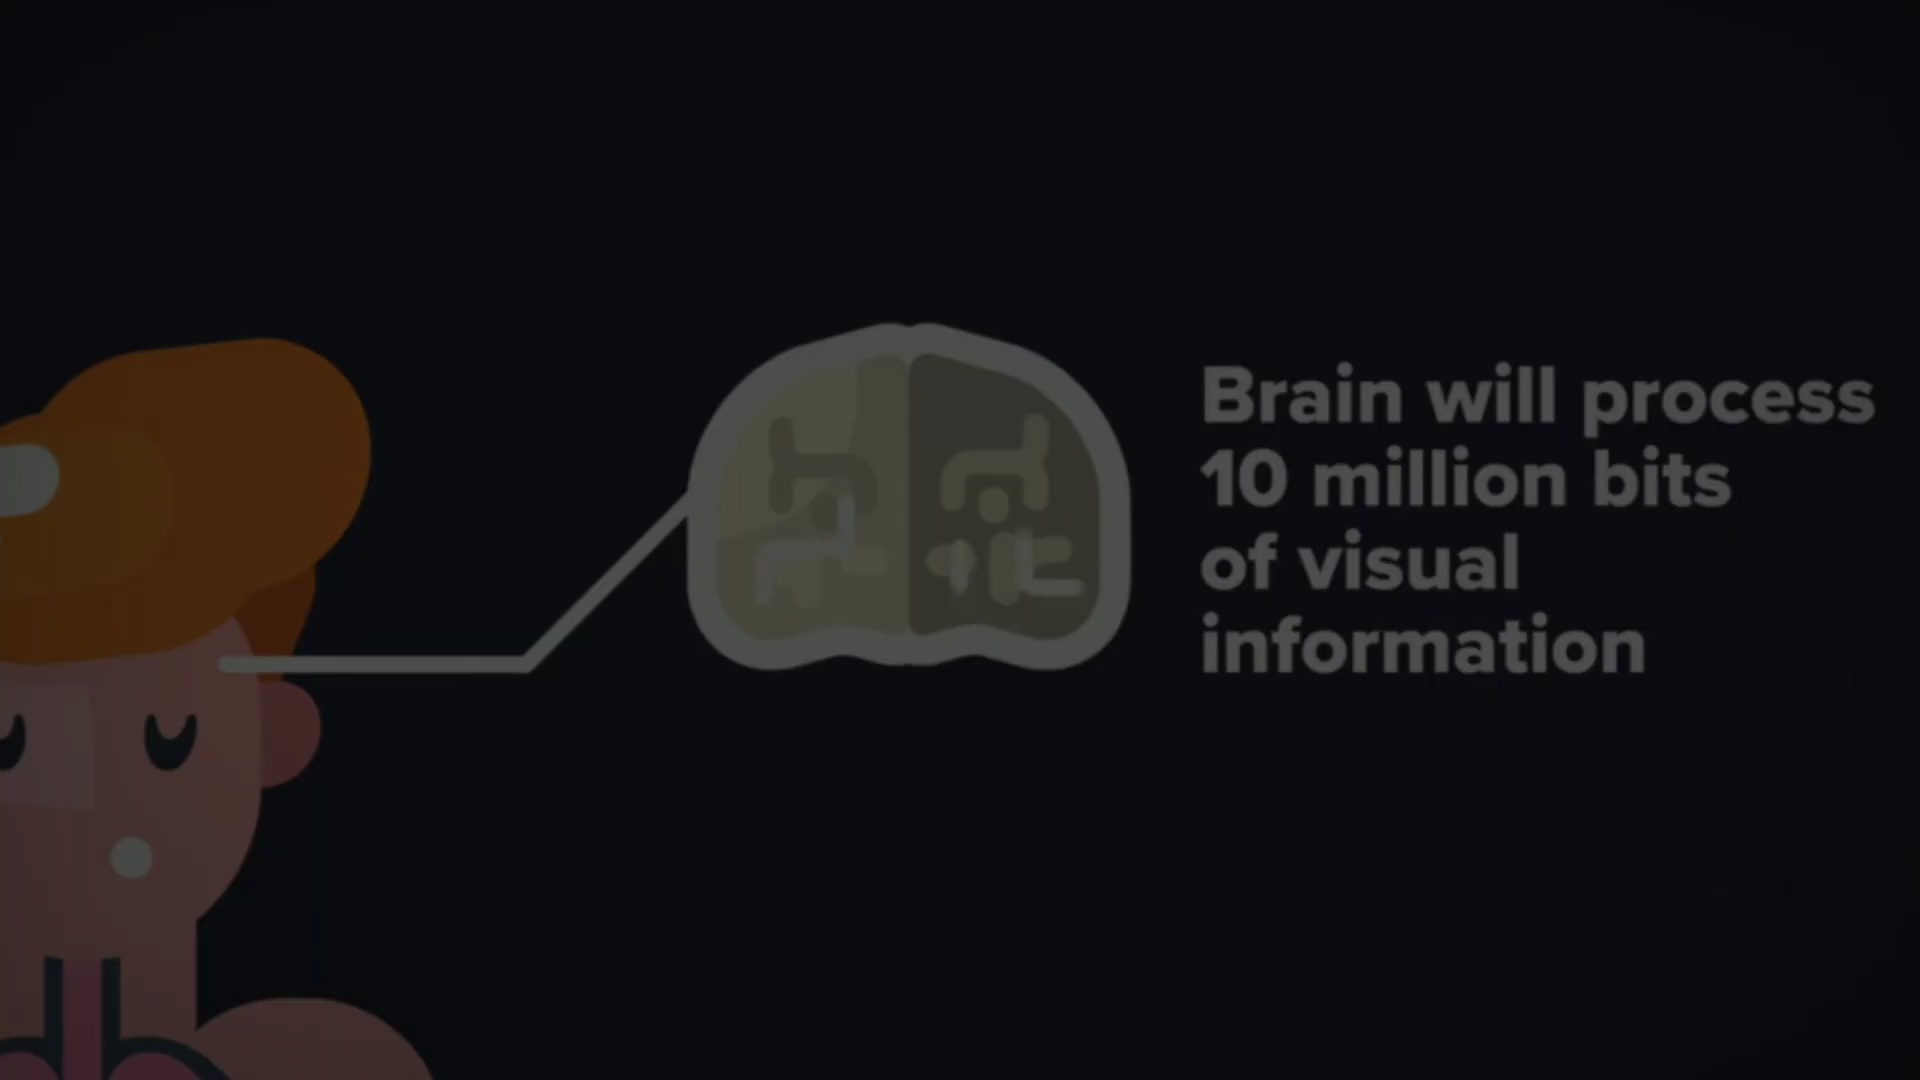 Brain will process
10 million bits
of visual
information